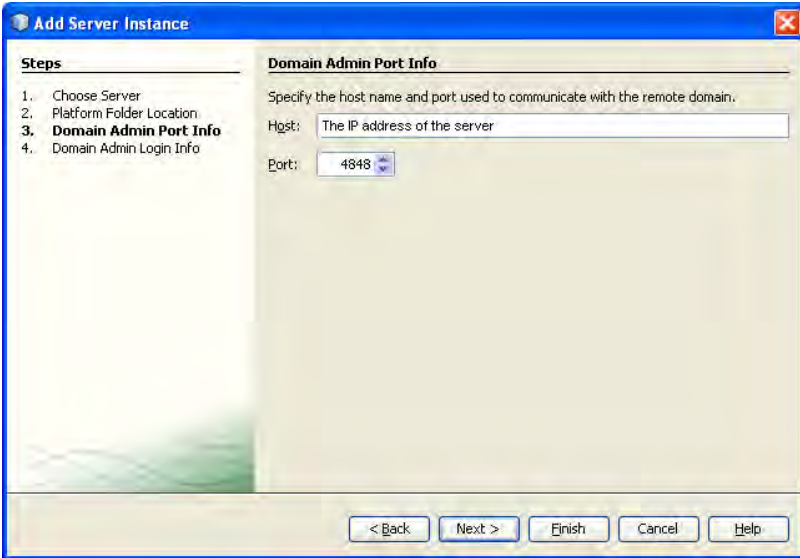 Add Server Instance
Steps
1. Choose Server
2. Platform Folder Location
3. Domain Admin Port Info
4. Domain Admin Login Info
Domain Admin Port Info
Specify the host name and port used to communicate with the remote domain.
Host: The IP address of the server
Port: 4848
< Back Next > Finish Cancel Help